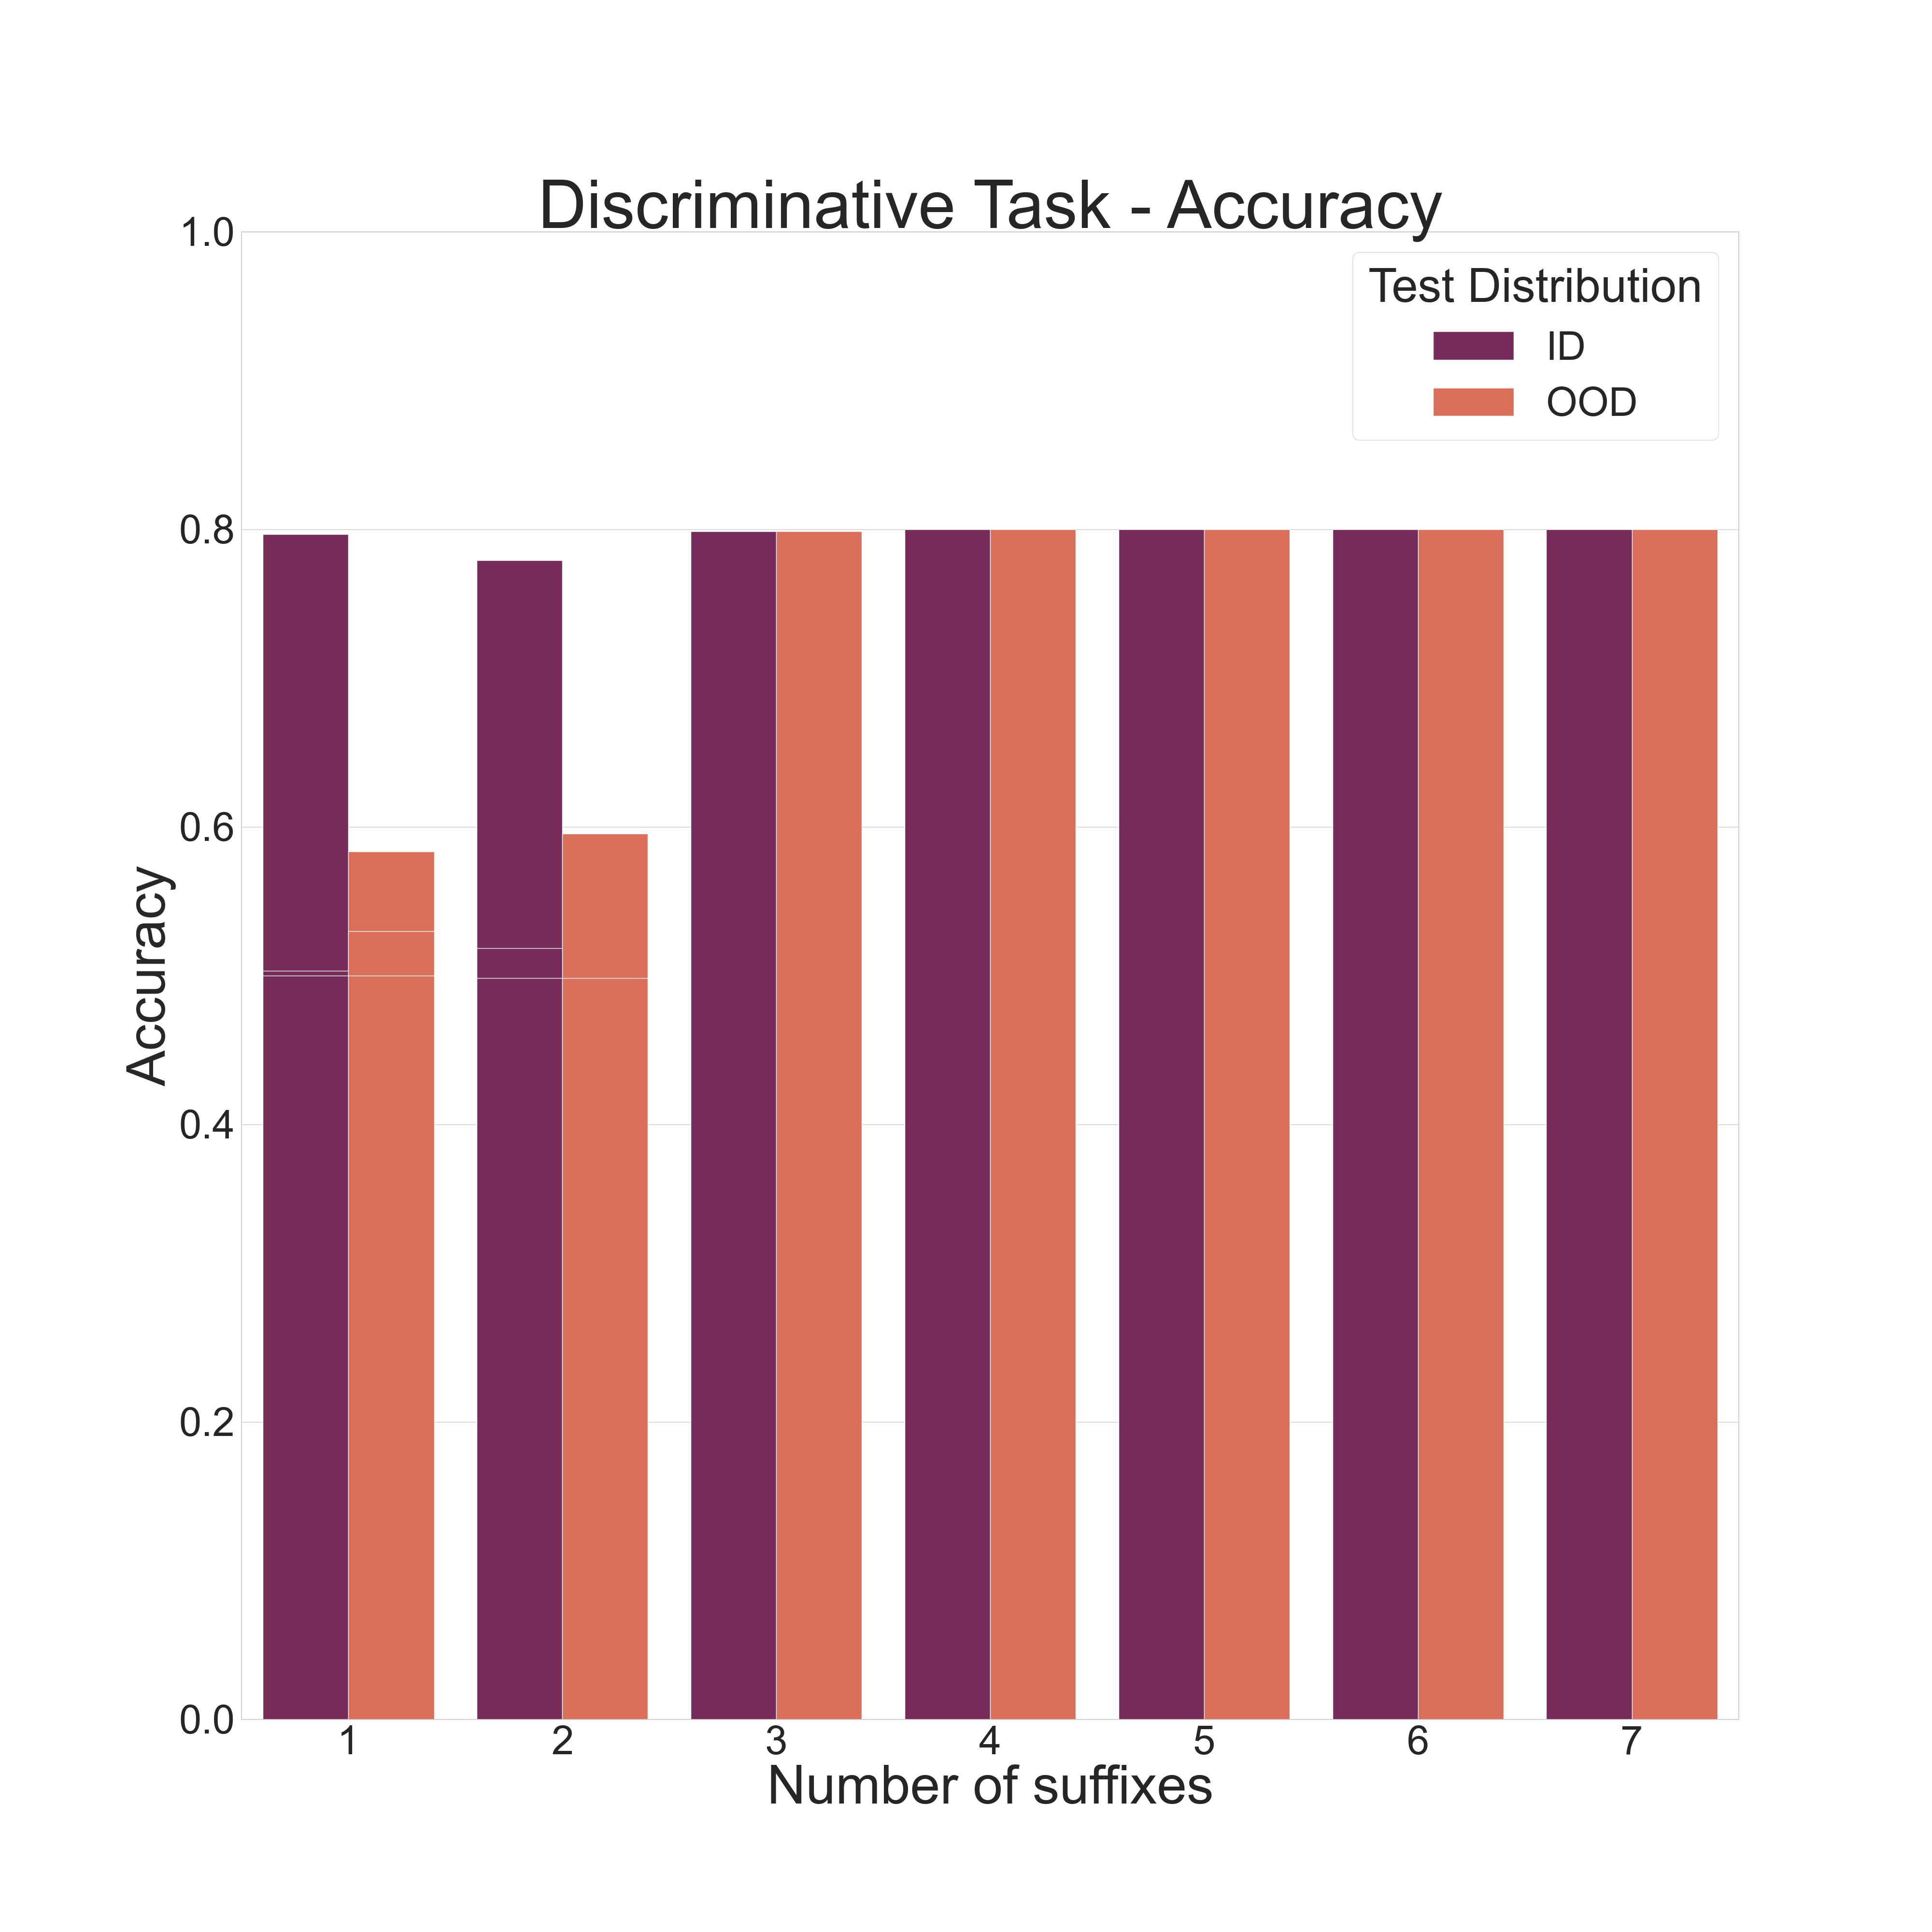 Discriminative Task - Accuracy
1.0
0.8
0.6
0.4
0.2
0.0
Accuracy
Test Distribution
ID
OOD
1 2 3 4 5 6 7
Number of suffixes